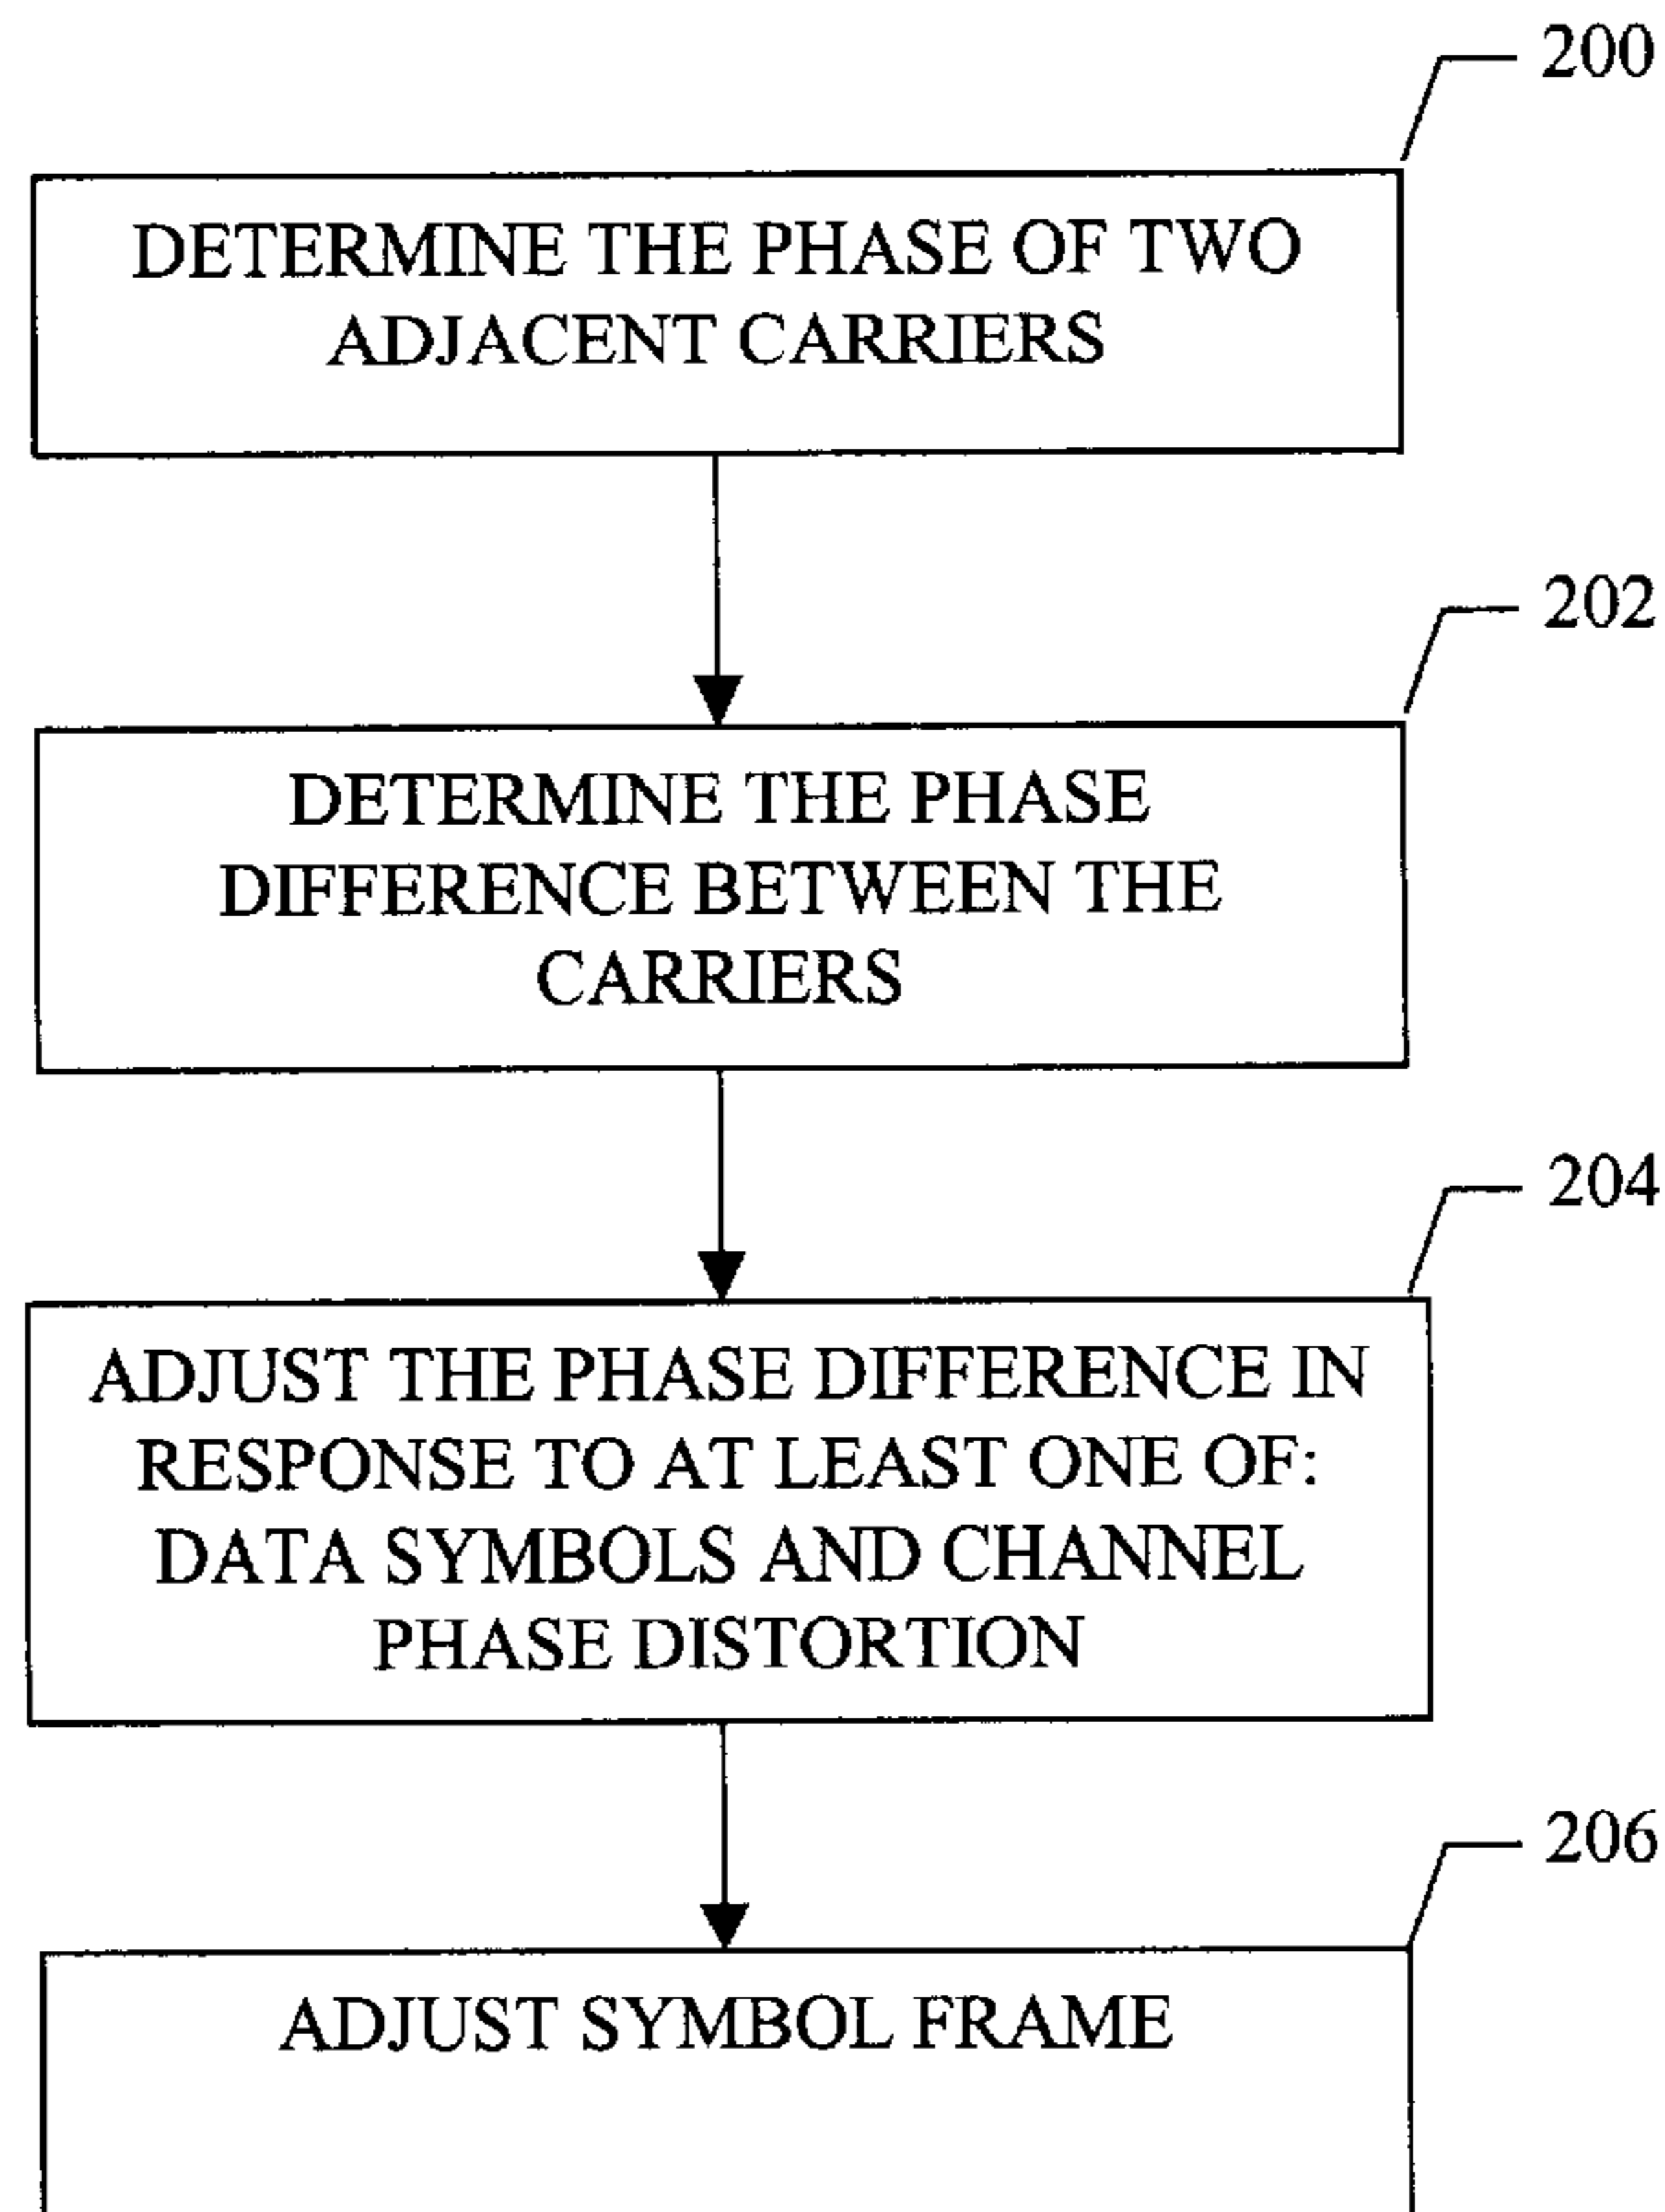 200
DETERMINE THE PHASE OF TWO
ADJACENT CARRIERS
202
DETERMINE THE PHASE
DIFFERENCE BETWEEN THE
CARRIERS
204
ADJUST THE PHASE DIFFERENCE IN
RESPONSE TO AT LEAST ONE OF:
DATA SYMBOLS AND CHANNEL
PHASE DISTORTION
206
ADJUST SYMBOL FRAME